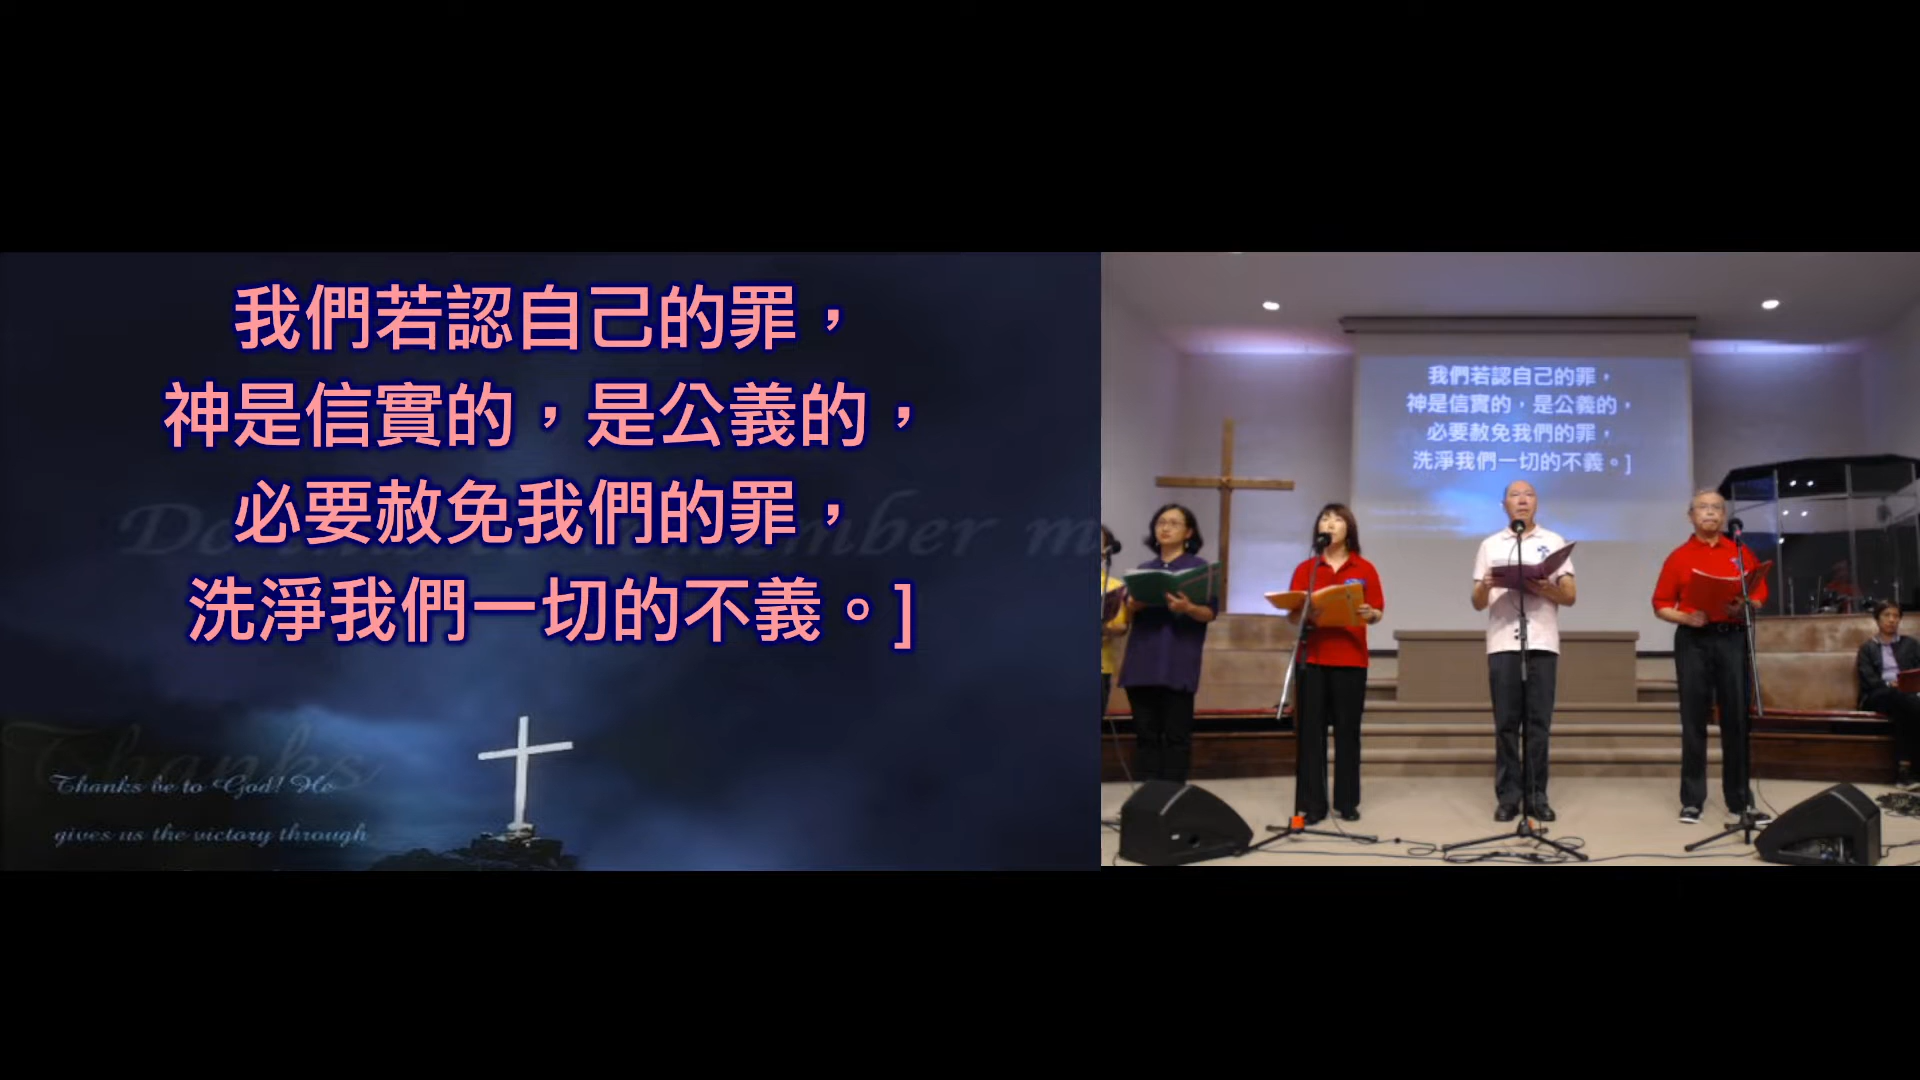 我們若認自己的罪，
神是信實的，是公義的，
必要赦免我們的罪，
洗淨我們一切的不義。]
Thanks
Thanks be to God! He
gives us the victory through
我們若認自己的罪，
神是信實的，是公義的，
必要赦免我們的罪，
洗淨我們一切的不義。]